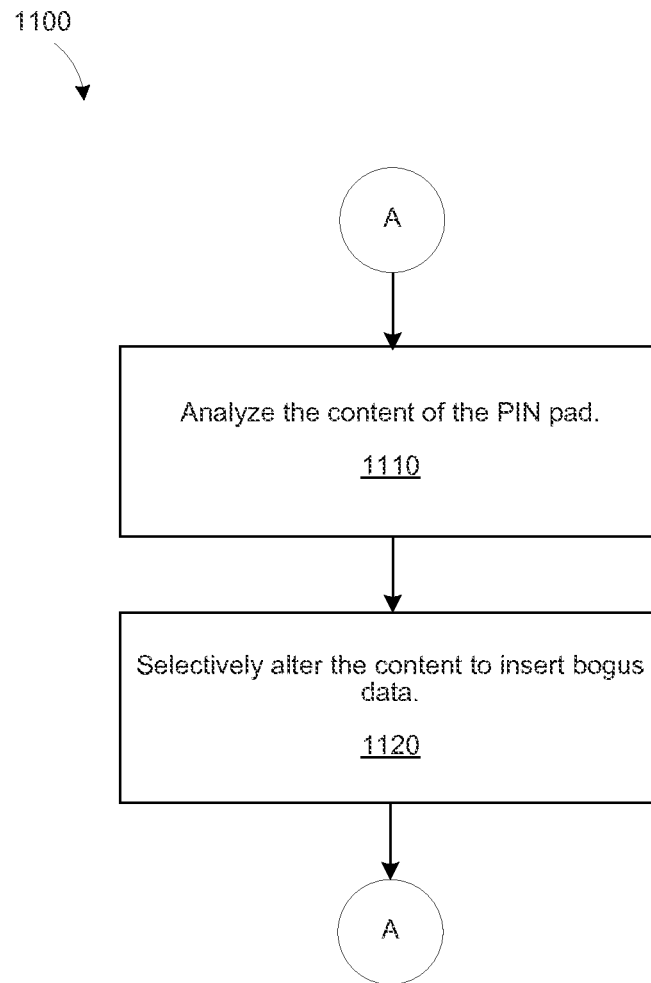 1100
A
Analyze the content of the PIN pad.
1110
Selectively alter the content to insert bogus
data.
1120
A